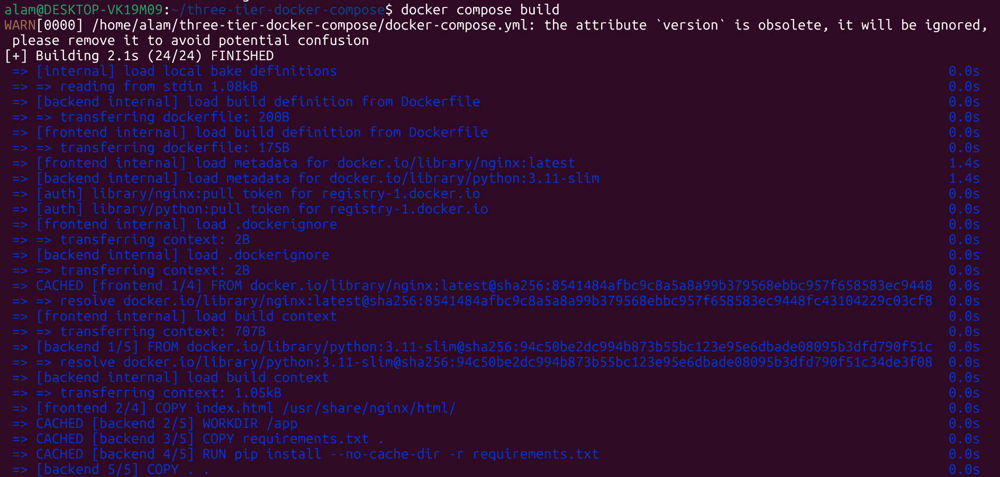 alam@DESKTOP-VK19M09:~/three-tier-docker-compose$ docker compose build
WARN[0000] /home/alam/three-tier-docker-compose/docker-compose.yml: the attribute `version` is obsolete, it will be ignored,
please remove it to avoid potential confusion
[+] Building 2.1s (24/24) FINISHED
=> [internal] load local bake definitions 0.0s
=> => reading from stdin 1.08kB 0.0s
=> [backend internal] load build definition from Dockerfile 0.0s
=> => transferring dockerfile: 200B 0.0s
=> [frontend internal] load build definition from Dockerfile 0.0s
=> => transferring dockerfile: 175B 0.0s
=> [frontend internal] load metadata for docker.io/library/nginx:latest 1.4s
=> [backend internal] load metadata for docker.io/library/python:3.11-slim 1.4s
=> [auth] library/nginx:pull token for registry-1.docker.io 0.0s
=> [auth] library/python:pull token for registry-1.docker.io 0.0s
=> [frontend internal] load .dockerignore 0.0s
=> => transferring context: 2B 0.0s
=> [backend internal] load .dockerignore 0.0s
=> => transferring context: 2B 0.0s
=> CACHED [frontend 1/4] FROM docker.io/library/nginx:latest@sha256:8541484afbc9c8a5a8a99b379568ebbc957f658583ec9448 0.0s
=> => resolve docker.io/library/nginx:latest@sha256:8541484afbc9c8a5a8a99b379568ebbc957f658583ec9448fc43104229c03cf8 0.0s
=> [frontend internal] load build context 0.0s
=> => transferring context: 707B 0.0s
=> [backend 1/5] FROM docker.io/library/python:3.11-slim@sha256:94c50be2dc994b873b55bc123e95e6dbade08095b3dfd790f51c 0.0s
=> => resolve docker.io/library/python:3.11-slim@sha256:94c50be2dc994b873b55bc123e95e6dbade08095b3dfd790f51c34de3f08 0.0s
=> [backend internal] load build context 0.0s
=> => transferring context: 1.05kB 0.0s
=> [frontend 2/4] COPY index.html /usr/share/nginx/html/ 0.0s
=> CACHED [backend 2/5] WORKDIR /app 0.0s
=> CACHED [backend 3/5] COPY requirements.txt . 0.0s
=> CACHED [backend 4/5] RUN pip install --no-cache-dir -r requirements.txt 0.0s
=> [backend 5/5] COPY . . 0.0s